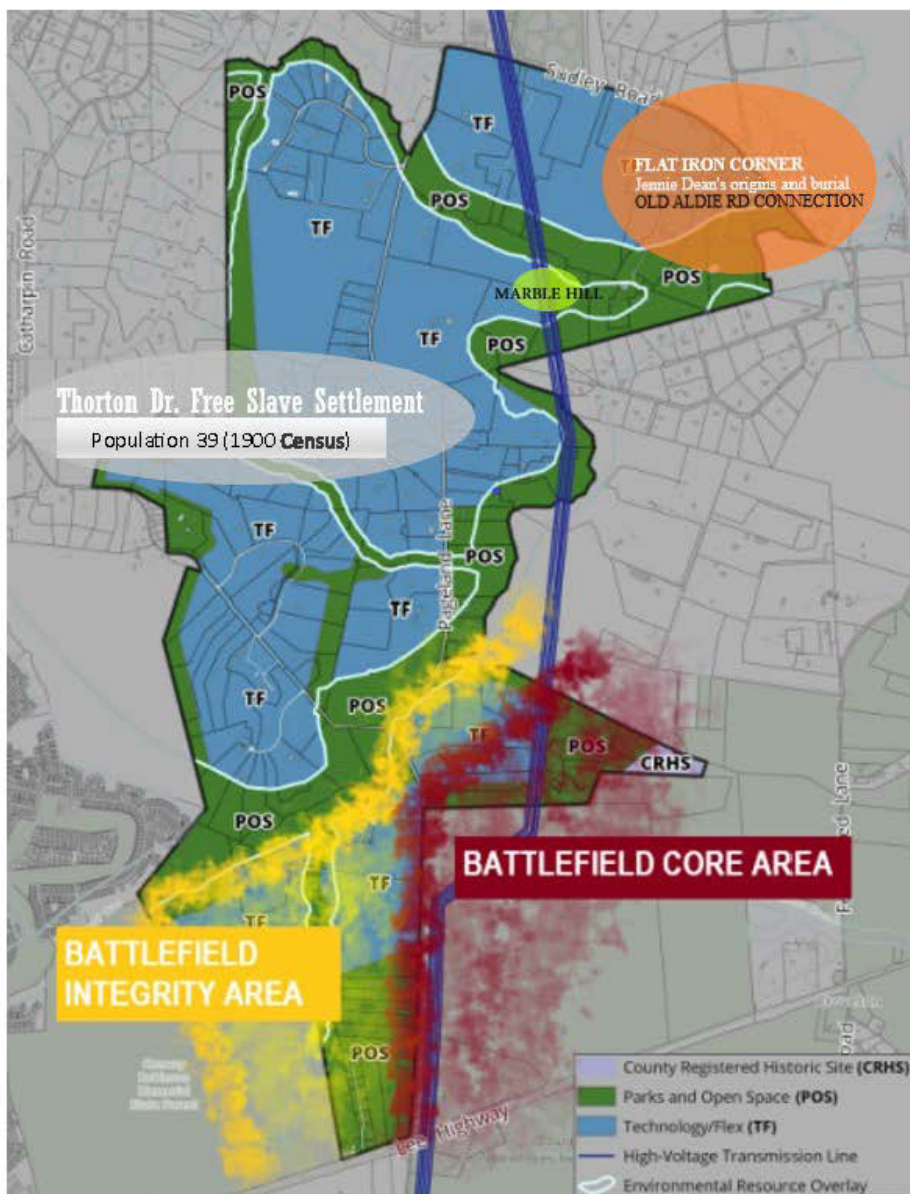 Sudley Road
POS
TF
FLAT IRON CORNER
Jennie Dean's origins and burial
OLD ALDIE RD CONNECTION
POS
TF
POS
Catharpin Road
MARBLE HILL
TF
POS
Thorton Dr. Free Slave Settlement
Population 39 (1900 Census)
TF
POS
Pageland Lane
TF
POS
TF
TF
POS
CRHS
POS
Lane
BATTLEFIELD CORE AREA
TF
TF
BATTLEFIELD
INTEGRITY AREA
POS
Road
Lee Highway
County Registered Historic Site (CRHS)
Parks and Open Space (POS)
Technology/Flex (TF)
High-Voltage Transmission Line
Environmental Resource Overlay